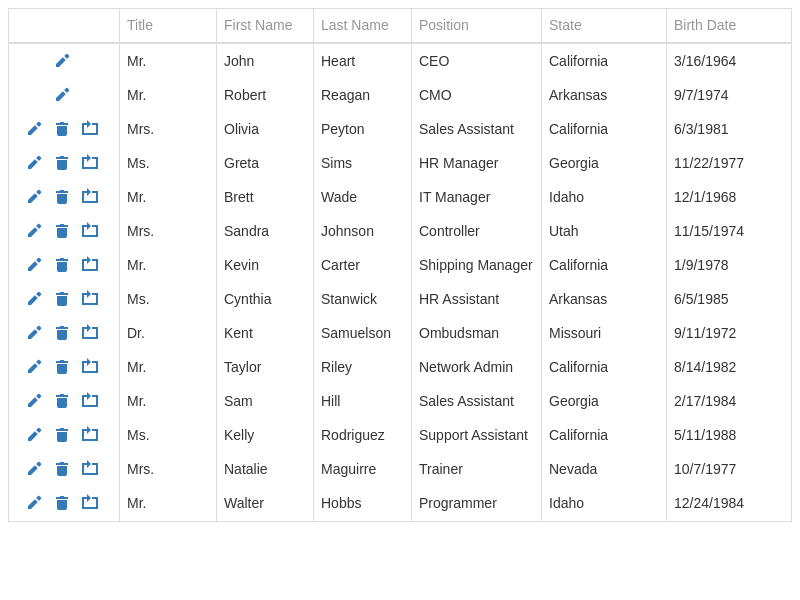 Title First Name Last Name Position State Birth Date
Mr. John Heart CEO California 3/16/1964
Mr. Robert Reagan CMO Arkansas 9/7/1974
Mrs. Olivia Peyton Sales Assistant California 6/3/1981
Ms. Greta Sims HR Manager Georgia 11/22/1977
Mr. Brett Wade IT Manager Idaho 12/1/1968
Mrs. Sandra Johnson Controller Utah 11/15/1974
Mr. Kevin Carter Shipping Manager California 1/9/1978
Ms. Cynthia Stanwick HR Assistant Arkansas 6/5/1985
Dr. Kent Samuelson Ombudsman Missouri 9/11/1972
Mr. Taylor Riley Network Admin California 8/14/1982
Mr. Sam Hill Sales Assistant Georgia 2/17/1984
Ms. Kelly Rodriguez Support Assistant California 5/11/1988
Mrs. Natalie Maguirre Trainer Nevada 10/7/1977
Mr. Walter Hobbs Programmer Idaho 12/24/1984